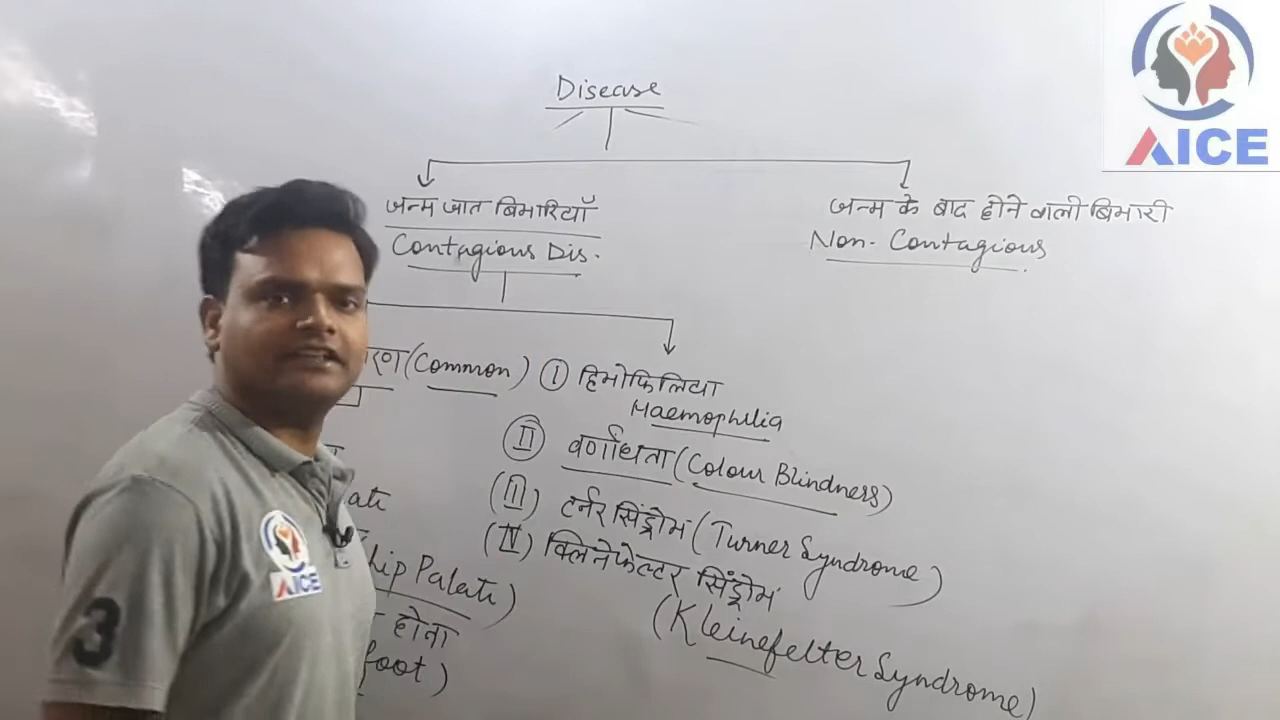 Disease
AICE
जन्म जात बिमारियाँ
जन्म के बाद होने वाली बिमारी
Contagious Dis.
Non- Contagious
(Common)
I हिमोफिलिया
Haemophilia
II वर्णाधता (Colour Blindness)
(III) टर्नर सिंड्रोम (Turner Syndrome)
(IV) क्लिनेफेल्टर सिंड्रोम
(Kleinefelter Syndrome)
Palati)
होना
foot)
AICE
3